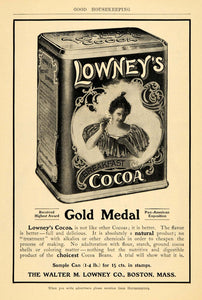 GOOD HOUSEKEEPING
LOWNEY'S
BREAKFAST
COCOA
Received
Highest Award
Gold Medal
Pan-American
Exposition
Lowney's Cocoa, is not like other Cocoas; it is better. The flavor
is better—full and delicious. It is absolutely a natural product; no
"treatment" with alkalis or other chemicals in order to cheapen the
process of making. No adulteration with flour, starch, ground cocoa
shells or coloring matter—nothing but the nutritive and digestible
product of the choicest Cocoa Beans. A trial will show what it is.
Sample Can (1-4 lb.) for 15 cts. in stamps.
THE WALTER M. LOWNEY CO., BOSTON, MASS.
When you write advertisers please mention Good Housekeeping.